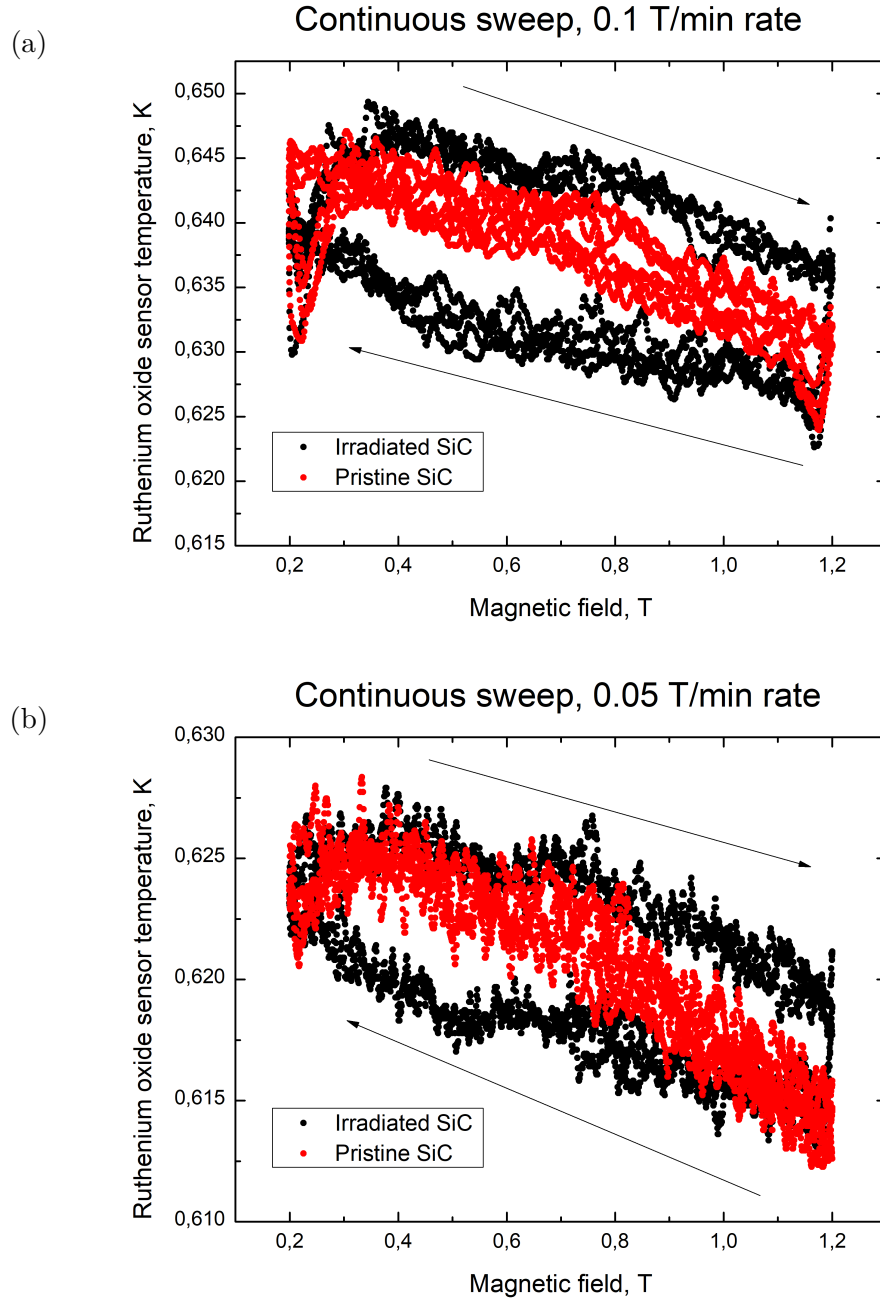 (a)
Continuous sweep, 0.1 T/min rate
Ruthenium oxide sensor temperature, K
0,650
0,645
0,640
0,635
0,630
0,625
0,620
0,615
Irradiated SiC
Pristine SiC
0,2 0,4 0,6 0,8 1,0 1,2
Magnetic field, T
(b)
Continuous sweep, 0.05 T/min rate
Ruthenium oxide sensor temperature, K
0,630
0,625
0,620
0,615
0,610
Irradiated SiC
Pristine SiC
0,2 0,4 0,6 0,8 1,0 1,2
Magnetic field, T